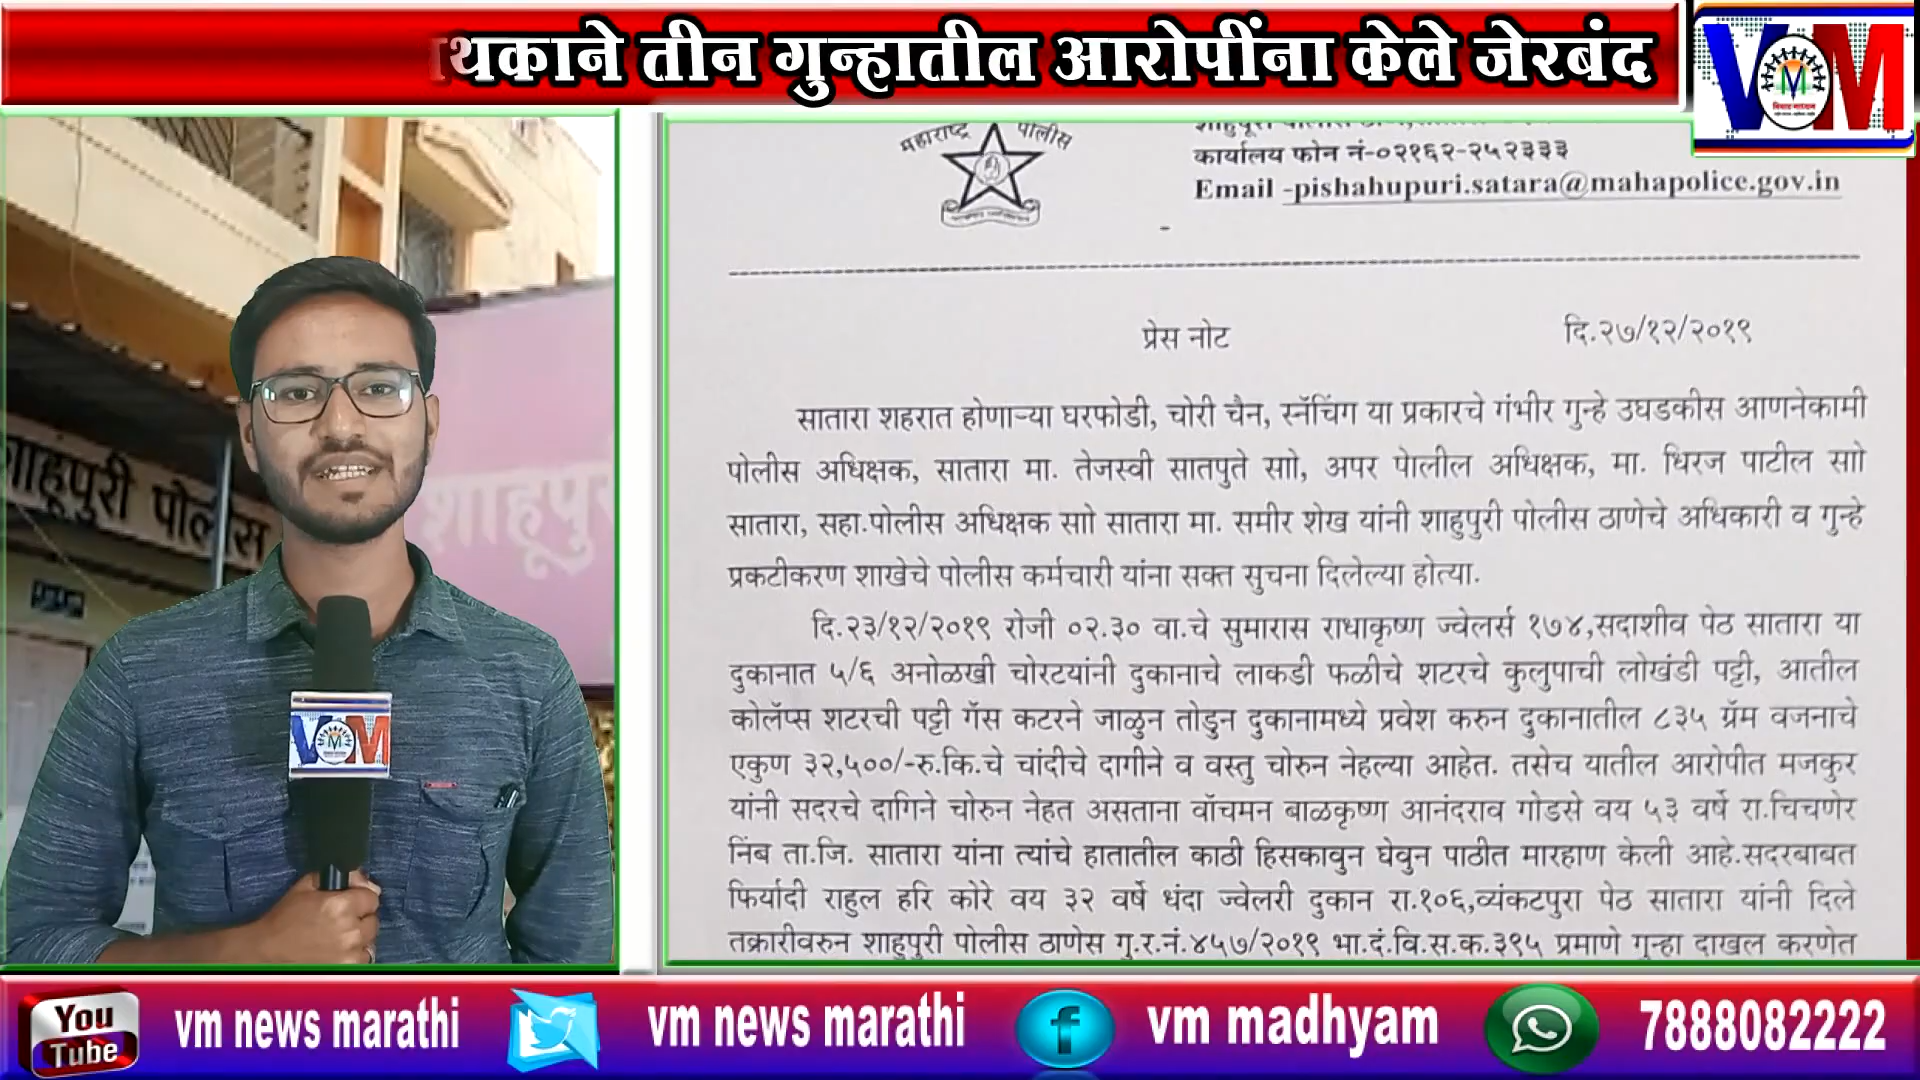 थकाने तीन गुन्हातील आरोपींना केले जेरबंद
VM
महाराष्ट्र पोलीस
कार्यालय फोन नं-०२१६२-२५२३३३
Email -pishahupuri.satara@mahapolice.gov.in
प्रेस नोट
दि.२७/१२/२०१९
सातारा शहरात होणाऱ्या घरफोडी, चोरी चैन, स्नॅचिंग या प्रकारचे गंभीर गुन्हे उघडकीस आणनेकामी
पोलीस अधिक्षक, सातारा मा. तेजस्वी सातपुते साो, अपर पेालील अधिक्षक, मा. धिरज पाटील साो
सातारा, सहा.पोलीस अधिक्षक साो सातारा मा. समीर शेख यांनी शाहुपुरी पोलीस ठाणेचे अधिकारी व गुन्हे
प्रकटीकरण शाखेचे पोलीस कर्मचारी यांना सक्त सुचना दिलेल्या होत्या.
दि.२३/१२/२०१९ रोजी ०२.३० वा.चे सुमारास राधाकृष्ण ज्वेलर्स १७४,सदाशीव पेठ सातारा या
दुकानात ५/६ अनोळखी चोरटयांनी दुकानाचे लाकडी फळीचे शटरचे कुलुपाची लोखंडी पट्टी, आतील
कोलॅप्स शटरची पट्टी गॅस कटरने जाळुन तोडुन दुकानामध्ये प्रवेश करुन दुकानातील ८३५ ग्रॅम वजनाचे
एकुण ३२,५००/-रु.कि.चे चांदीचे दागीने व वस्तु चोरुन नेहल्या आहेत. तसेच यातील आरोपीत मजकुर
यांनी सदरचे दागिने चोरुन नेहत असताना वॉचमन बाळकृष्ण आनंदराव गोडसे वय ५३ वर्षे रा.चिचणेर
निंब ता.जि. सातारा यांना त्यांचे हातातील काठी हिसकावुन घेवुन पाठीत मारहाण केली आहे.सदरबाबत
फिर्यादी राहुल हरि कोरे वय ३२ वर्षे धंदा ज्वेलरी दुकान रा.१०६,व्यंकटपुरा पेठ सातारा यांनी दिले
तक्रारीवरुन शाहुपुरी पोलीस ठाणेस गु.र.नं.४५७/२०१९ भा.दं.वि.स.क.३९५ प्रमाणे गुन्हा दाखल करणेत
शाहूपुरी पोलीस
शाहूपुर
VM
You Tube vm news marathi vm news marathi vm madhyam 7888082222